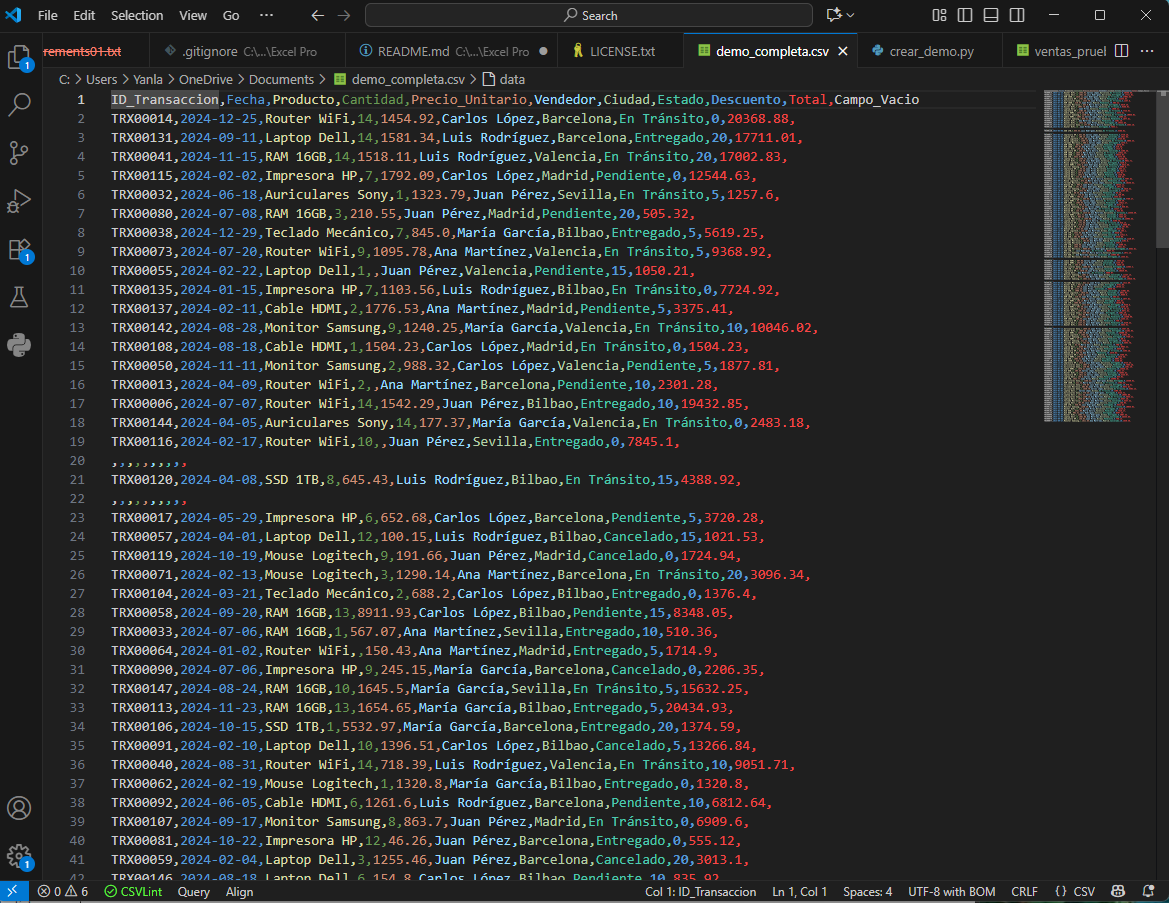 File Edit Selection View Go ··· Search
rements01.txt .gitignore C:\...\Excel Pro README.md C:\...\Excel Pro LICENSE.txt demo_completa.csv crear_demo.py ventas_pruel
C: > Users > Yanla > OneDrive > Documents > demo_completa.csv > data
1 ID_Transaccion,Fecha,Producto,Cantidad,Precio_Unitario,Vendedor,Ciudad,Estado,Descuento,Total,Campo_Vacio
2 TRX00014,2024-12-25,Router WiFi,14,1454.92,Carlos López,Barcelona,En Tránsito,0,20368.88,
3 TRX00131,2024-09-11,Laptop Dell,14,1581.34,Luis Rodríguez,Barcelona,Entregado,20,17711.01,
4 TRX00041,2024-11-15,RAM 16GB,14,1518.11,Luis Rodríguez,Valencia,En Tránsito,20,17002.83,
5 TRX00115,2024-02-02,Impresora HP,7,1792.09,Carlos López,Madrid,Pendiente,0,12544.63,
6 TRX00032,2024-06-18,Auriculares Sony,1,1323.79,Juan Pérez,Sevilla,En Tránsito,5,1257.6,
7 TRX00080,2024-07-08,RAM 16GB,3,210.55,Juan Pérez,Madrid,Pendiente,20,505.32,
8 TRX00038,2024-12-29,Teclado Mecánico,7,845.0,María García,Bilbao,Entregado,5,5619.25,
9 TRX00073,2024-07-20,Router WiFi,9,1095.78,Ana Martínez,Valencia,En Tránsito,5,9368.92,
10 TRX00055,2024-02-22,Laptop Dell,1,,Juan Pérez,Valencia,Pendiente,15,1050.21,
11 TRX00135,2024-01-15,Impresora HP,7,1103.56,Luis Rodríguez,Bilbao,En Tránsito,0,7724.92,
12 TRX00137,2024-02-11,Cable HDMI,2,1776.53,Ana Martínez,Madrid,Pendiente,5,3375.41,
13 TRX00142,2024-08-28,Monitor Samsung,9,1240.25,María García,Valencia,En Tránsito,10,10046.02,
14 TRX00108,2024-08-18,Cable HDMI,1,1504.23,Carlos López,Madrid,En Tránsito,0,1504.23,
15 TRX00050,2024-11-11,Monitor Samsung,2,988.32,Carlos López,Valencia,Pendiente,5,1877.81,
16 TRX00013,2024-04-09,Router WiFi,2,,Ana Martínez,Barcelona,Pendiente,10,2301.28,
17 TRX00006,2024-07-07,Router WiFi,14,1542.29,Juan Pérez,Bilbao,Entregado,10,19432.85,
18 TRX00144,2024-04-05,Auriculares Sony,14,177.37,María García,Valencia,En Tránsito,0,2483.18,
19 TRX00116,2024-02-17,Router WiFi,10,,Juan Pérez,Sevilla,Entregado,0,7845.1,
20 ,,,,,,,,,,
21 TRX00120,2024-04-08,SSD 1TB,8,645.43,Luis Rodríguez,Bilbao,En Tránsito,15,4388.92,
22 ,,,,,,,,,,
23 TRX00017,2024-05-29,Impresora HP,6,652.68,Carlos López,Barcelona,Pendiente,5,3720.28,
24 TRX00057,2024-04-01,Laptop Dell,12,100.15,Luis Rodríguez,Bilbao,Cancelado,15,1021.53,
25 TRX00119,2024-10-19,Mouse Logitech,9,191.66,Juan Pérez,Madrid,Cancelado,0,1724.94,
26 TRX00071,2024-02-13,Mouse Logitech,3,1290.14,Ana Martínez,Barcelona,En Tránsito,20,3096.34,
27 TRX00104,2024-03-21,Teclado Mecánico,2,688.2,Carlos López,Bilbao,Entregado,0,1376.4,
28 TRX00058,2024-09-20,RAM 16GB,13,8911.93,Carlos López,Bilbao,Pendiente,15,8348.05,
29 TRX00033,2024-07-06,RAM 16GB,1,567.07,Ana Martínez,Sevilla,Entregado,10,510.36,
30 TRX00064,2024-01-02,Router WiFi,,150.43,Ana Martínez,Madrid,Entregado,5,1714.9,
31 TRX00090,2024-07-06,Impresora HP,9,245.15,María García,Barcelona,Cancelado,0,2206.35,
32 TRX00147,2024-08-24,RAM 16GB,10,1645.5,María García,Sevilla,En Tránsito,5,15632.25,
33 TRX00113,2024-11-23,RAM 16GB,13,1654.65,María García,Bilbao,Entregado,5,20434.93,
34 TRX00106,2024-10-15,SSD 1TB,1,5532.97,María García,Barcelona,Entregado,20,1374.59,
35 TRX00091,2024-02-10,Laptop Dell,10,1396.51,Carlos López,Bilbao,Cancelado,5,13266.84,
36 TRX00040,2024-08-31,Router WiFi,14,718.39,Luis Rodríguez,Valencia,En Tránsito,10,9051.71,
37 TRX00062,2024-02-19,Mouse Logitech,1,1320.8,María García,Bilbao,Entregado,0,1320.8,
38 TRX00092,2024-06-05,Cable HDMI,6,1261.6,Luis Rodríguez,Barcelona,Pendiente,10,6812.64,
39 TRX00107,2024-09-17,Monitor Samsung,8,863.7,Juan Pérez,Madrid,En Tránsito,0,6909.6,
40 TRX00081,2024-10-22,Impresora HP,12,46.26,Juan Pérez,Barcelona,Entregado,0,555.12,
41 TRX00059,2024-02-04,Laptop Dell,3,1255.46,Juan Pérez,Barcelona,Cancelado,20,3013.1,
42 TRX00146,2024-08-18,Laptop Dell,6,154.8,Carlos López,Bilbao,Pendiente,10,835.92,
0 6 CSVLint Query Align Col 1: ID_Transaccion Ln 1, Col 1 Spaces: 4 UTF-8 with BOM CRLF {} CSV